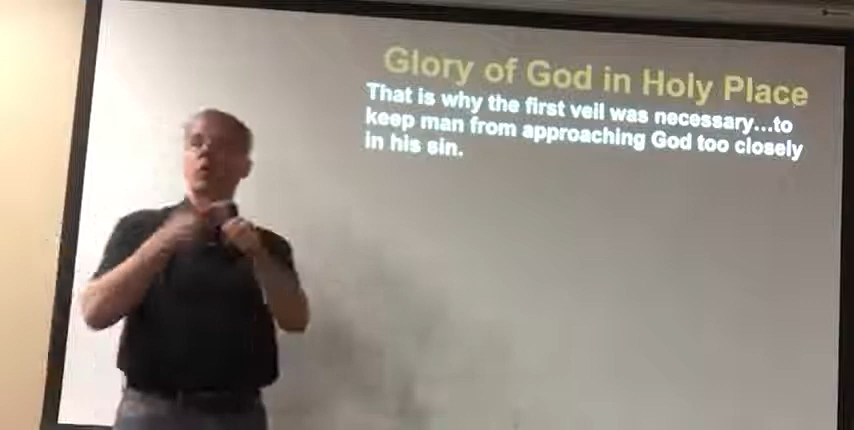 Glory of God in Holy Place
That is why the first veil was necessary...to
keep man from approaching God too closely
in his sin.